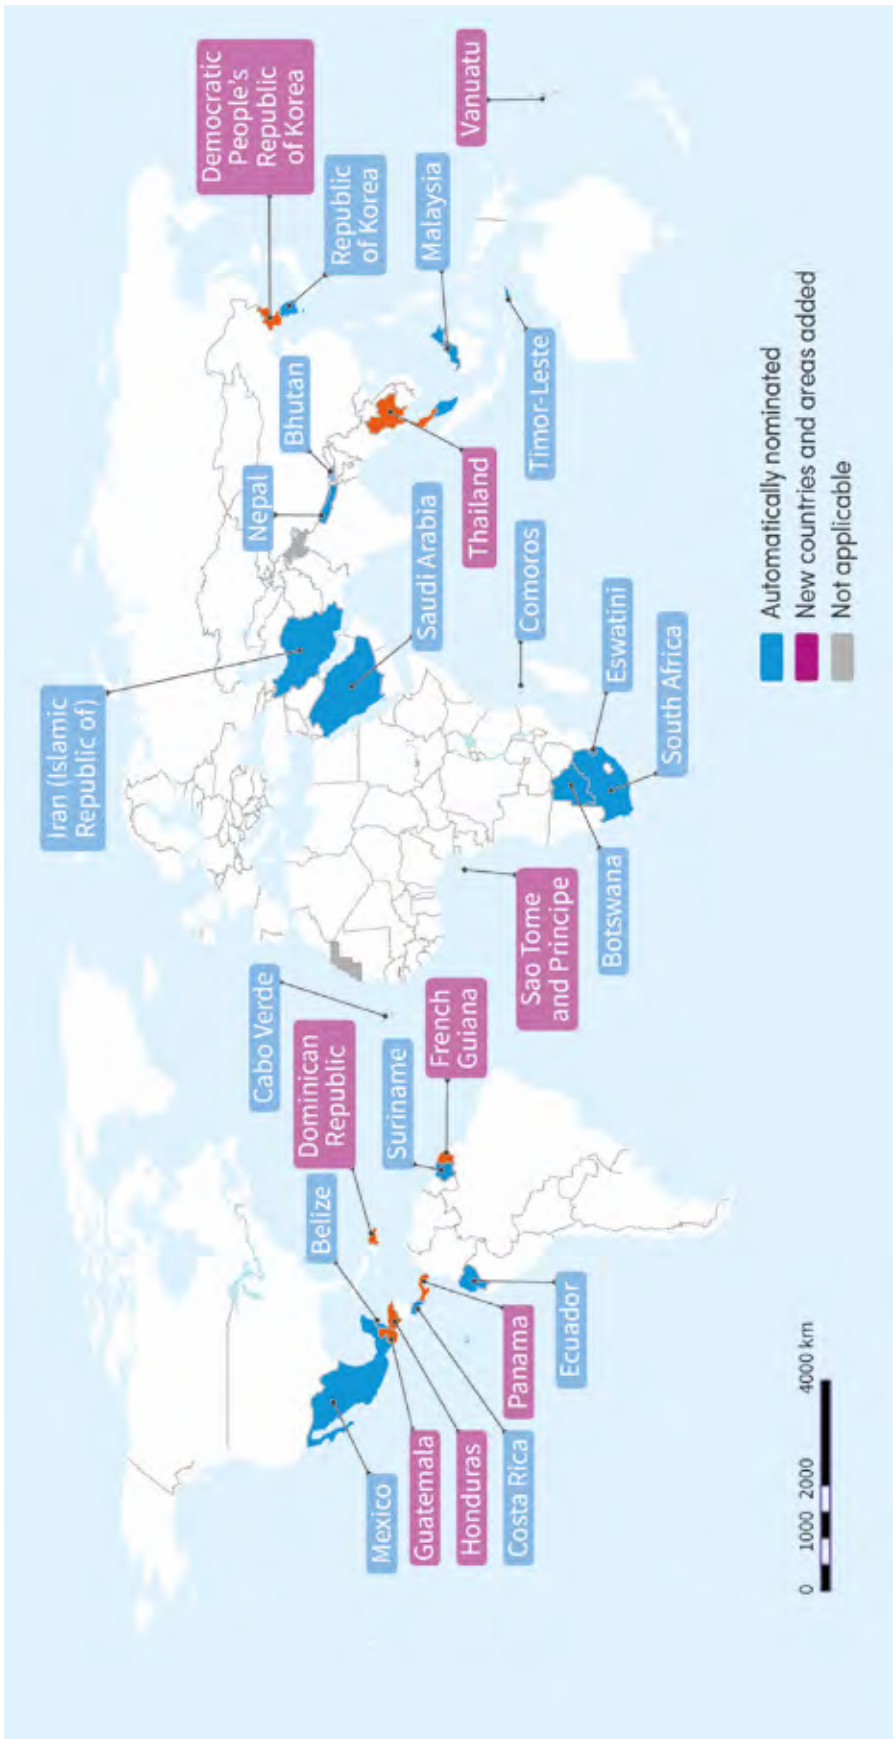 Iran (Islamic
Republic of)
Democratic
People's
Republic
of Korea
Republic
of Korea
Nepal
Bhutan
Cabo Verde
Dominican
Republic
Belize
Suriname
French
Guiana
Saudi Arabia
Malaysia
Vanuatu
Thailand
Timor-Leste
Comoros
Sao Tome
and Principe
Botswana
Eswatini
South Africa
Mexico
Guatemala
Honduras
Costa Rica
Panama
Ecuador
Automatically nominated
New countries and areas added
Not applicable
0 1000 2000 4000 km